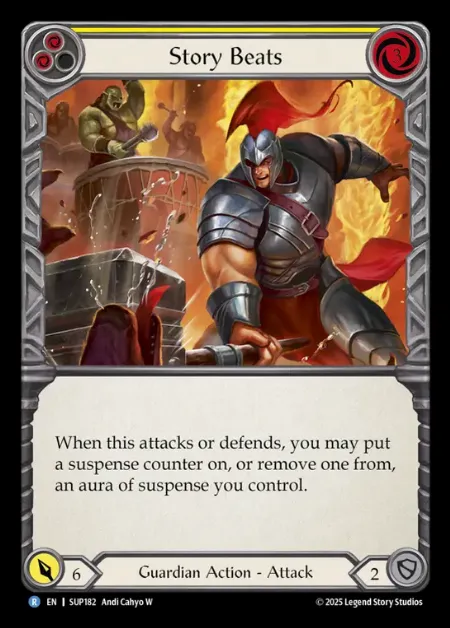 Story Beats
3
When this attacks or defends, you may put
a suspense counter on, or remove one from,
an aura of suspense you control.
6
Guardian Action - Attack
2
R EN | SUP182 Andi Cahyo W
© 2025 Legend Story Studios